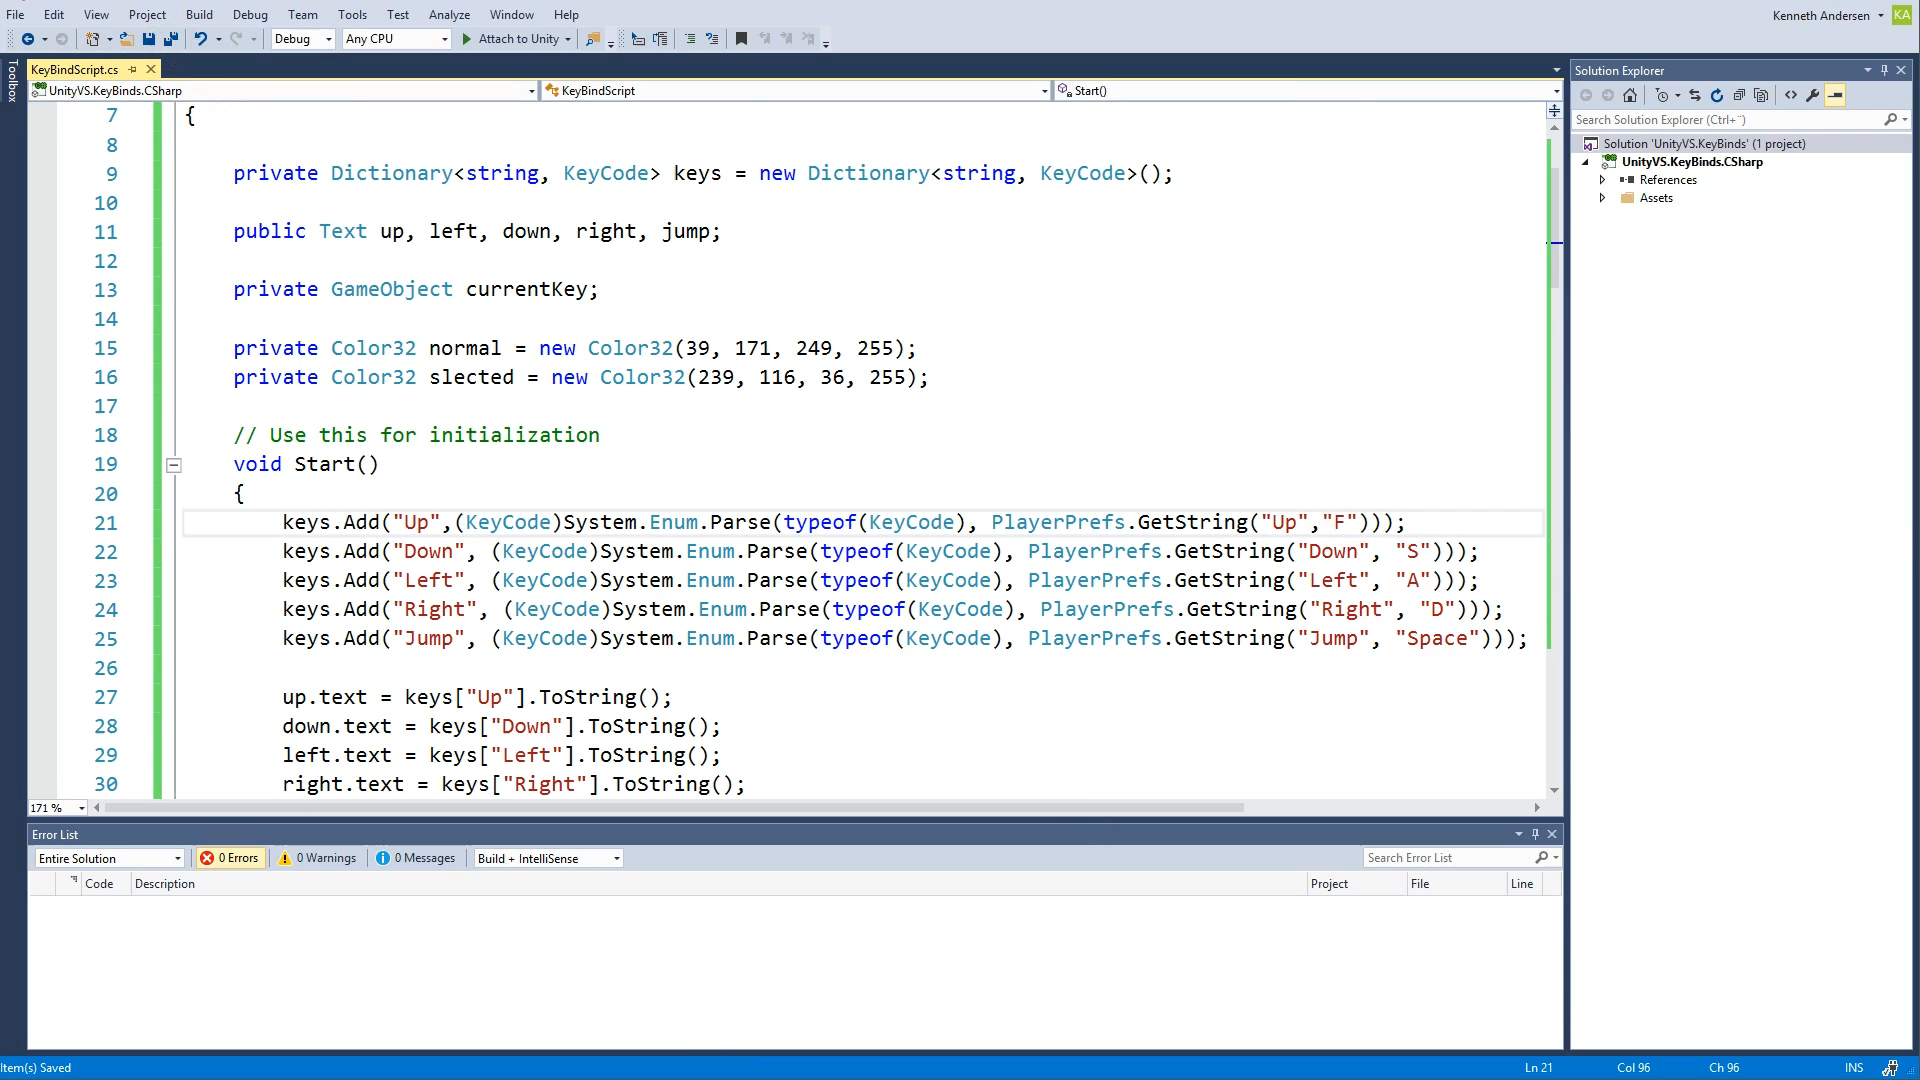 File Edit View Project Build Debug Team Tools Test Analyze Window Help
Kenneth Andersen KA
Debug Any CPU Attach to Unity
Toolbox
KeyBindScript.cs
UnityVS.KeyBinds.CSharp KeyBindScript Start()
7 {
8
9 private Dictionary<string, KeyCode> keys = new Dictionary<string, KeyCode>();
10
11 public Text up, left, down, right, jump;
12
13 private GameObject currentKey;
14
15 private Color32 normal = new Color32(39, 171, 249, 255);
16 private Color32 slected = new Color32(239, 116, 36, 255);
17
18 // Use this for initialization
19 void Start()
20 {
21 keys.Add("Up",(KeyCode)System.Enum.Parse(typeof(KeyCode), PlayerPrefs.GetString("Up","F")));
22 keys.Add("Down", (KeyCode)System.Enum.Parse(typeof(KeyCode), PlayerPrefs.GetString("Down", "S")));
23 keys.Add("Left", (KeyCode)System.Enum.Parse(typeof(KeyCode), PlayerPrefs.GetString("Left", "A")));
24 keys.Add("Right", (KeyCode)System.Enum.Parse(typeof(KeyCode), PlayerPrefs.GetString("Right", "D")));
25 keys.Add("Jump", (KeyCode)System.Enum.Parse(typeof(KeyCode), PlayerPrefs.GetString("Jump", "Space")));
26
27 up.text = keys["Up"].ToString();
28 down.text = keys["Down"].ToString();
29 left.text = keys["Left"].ToString();
30 right.text = keys["Right"].ToString();
171 %
Error List
Entire Solution 0 Errors 0 Warnings 0 Messages Build + IntelliSense Search Error List
Code Description Project File Line
Solution Explorer
Search Solution Explorer (Ctrl+¨)
Solution 'UnityVS.KeyBinds' (1 project)
UnityVS.KeyBinds.CSharp
References
Assets
Item(s) Saved Ln 21 Col 96 Ch 96 INS